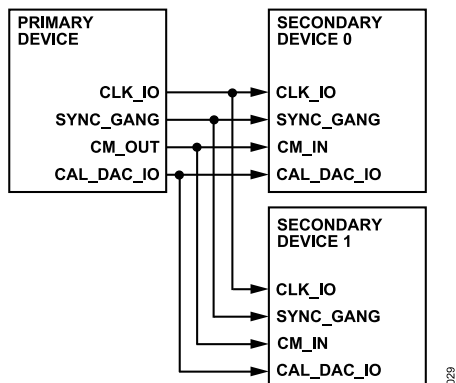 PRIMARY
DEVICE
CLK_IO
SYNC_GANG
CM_OUT
CAL_DAC_IO
SECONDARY
DEVICE 0
CLK_IO
SYNC_GANG
CM_IN
CAL_DAC_IO
SECONDARY
DEVICE 1
CLK_IO
SYNC_GANG
CM_IN
CAL_DAC_IO
029